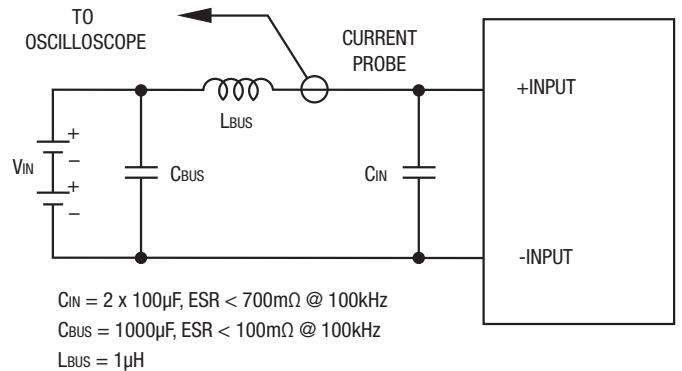 TO
OSCILLOSCOPE
CURRENT
PROBE
+INPUT
LBUS
+
VIN
−
+
−
CBUS
CIN
-INPUT
CIN = 2 x 100µF, ESR < 700mΩ @ 100kHz
CBUS = 1000µF, ESR < 100mΩ @ 100kHz
LBUS = 1µH